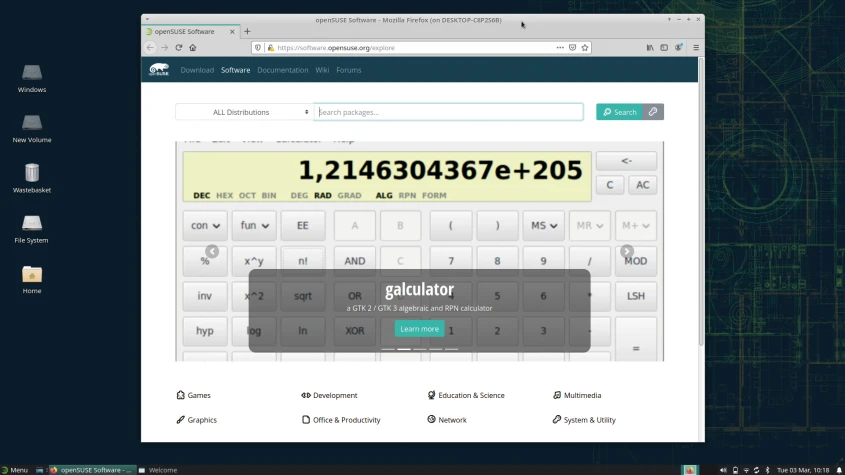 openSUSE Software - Mozilla Firefox (on DESKTOP-C8P2S6B)
openSUSE Software
https://software.opensuse.org/explore
Download Software Documentation Wiki Forums
ALL Distributions
Search packages...
Search
1,2146304367e+205
DEC HEX OCT BIN DEG RAD GRAD ALG RPN FORM
<-
C AC
con fun EE A B ( ) MS MR M+
% x^y n! AND C 7 8 9 / MOD
inv x^2 sqrt OR 4 5 6 * LSH
hyp log ln XOR 1 2 3 -
=
galculator
a GTK 2 / GTK 3 algebraic and RPN calculator
Learn more
Games Development Education & Science Multimedia
Graphics Office & Productivity Network System & Utility
Windows
New Volume
Wastebasket
File System
Home
Menu openSUSE Software - ... Welcome Tue 03 Mar, 10:18